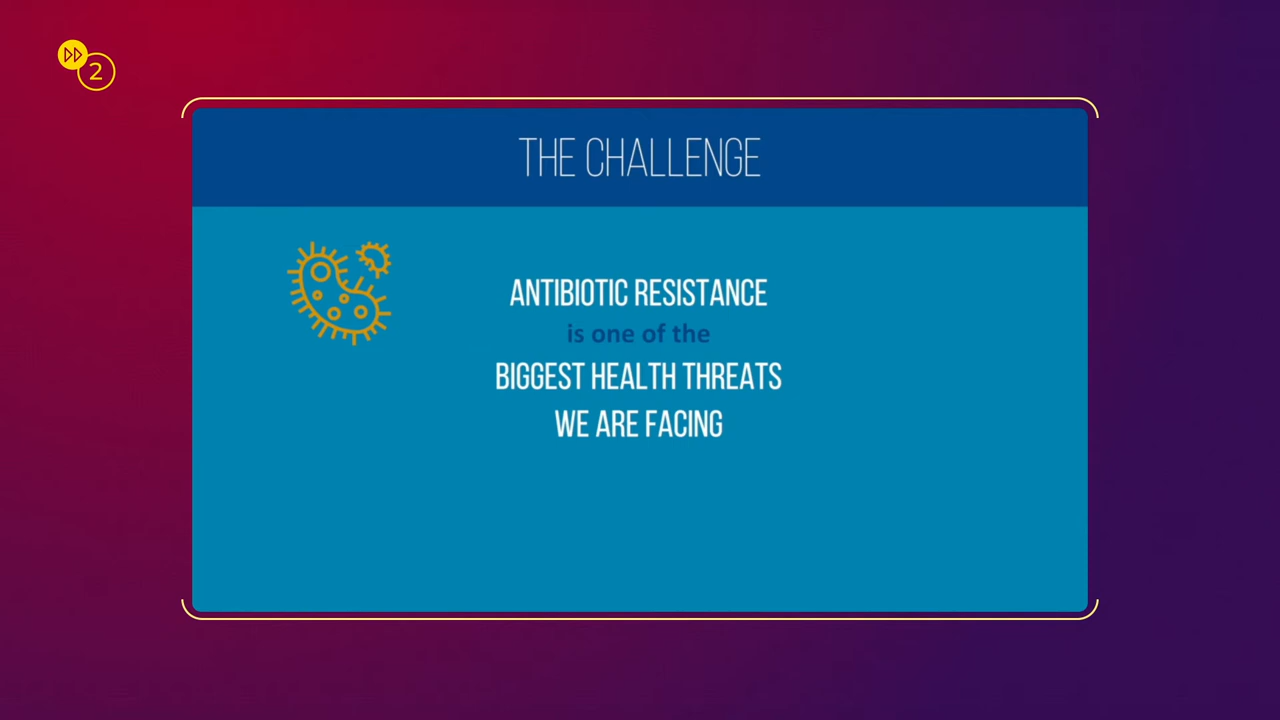 2
THE CHALLENGE
ANTIBIOTIC RESISTANCE
is one of the
BIGGEST HEALTH THREATS
WE ARE FACING